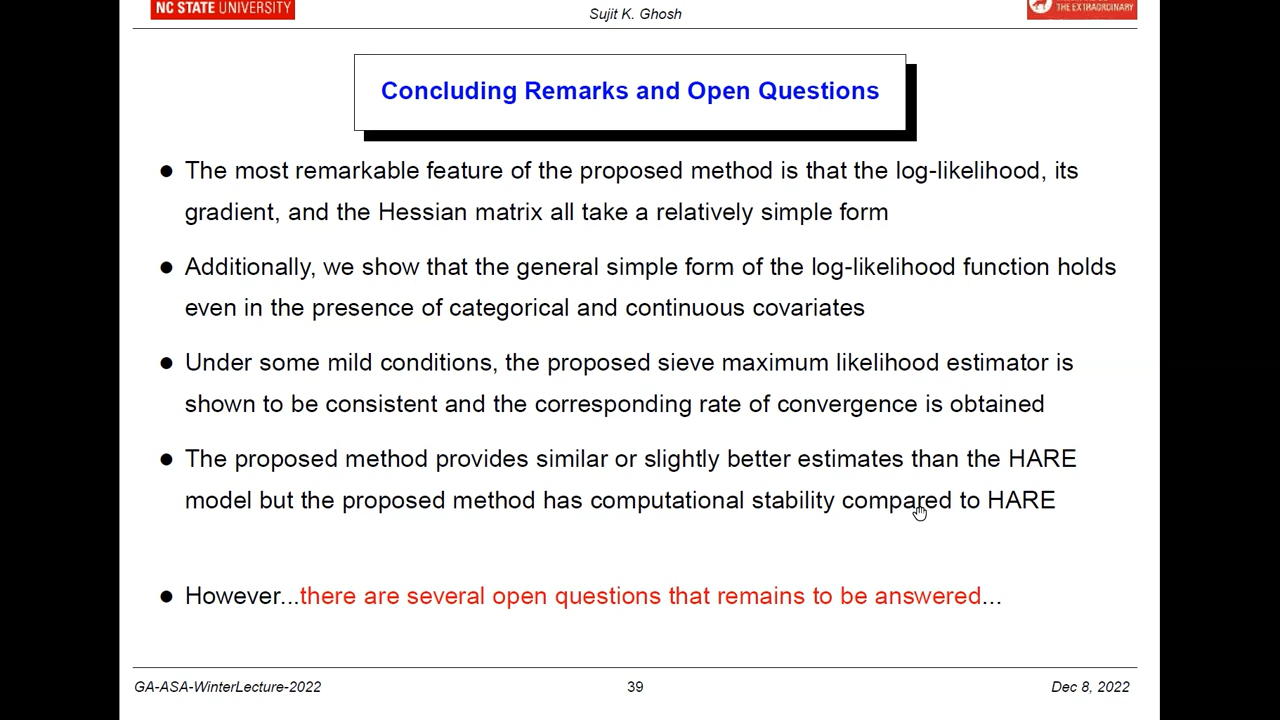 NC STATE UNIVERSITY
Sujit K. Ghosh
THE EXTRAORDINARY
Concluding Remarks and Open Questions
● The most remarkable feature of the proposed method is that the log-likelihood, its
gradient, and the Hessian matrix all take a relatively simple form
● Additionally, we show that the general simple form of the log-likelihood function holds
even in the presence of categorical and continuous covariates
● Under some mild conditions, the proposed sieve maximum likelihood estimator is
shown to be consistent and the corresponding rate of convergence is obtained
● The proposed method provides similar or slightly better estimates than the HARE
model but the proposed method has computational stability compared to HARE
● However...there are several open questions that remains to be answered...
GA-ASA-WinterLecture-2022
39
Dec 8, 2022